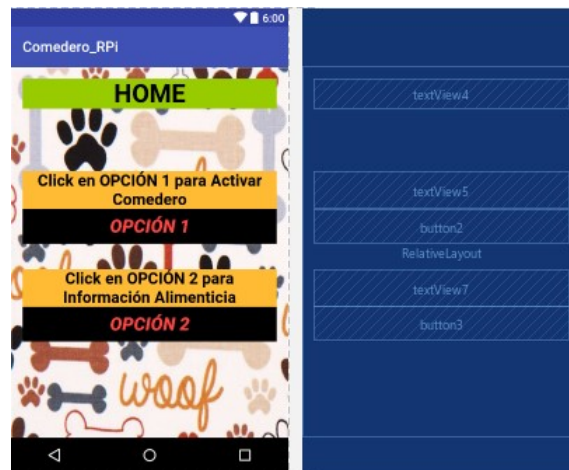 6:00
Comedero_RPi
HOME
Click en OPCIÓN 1 para Activar
Comedero
OPCIÓN 1
Click en OPCIÓN 2 para
Información Alimenticia
OPCIÓN 2
woof
textView4
textView5
button2
RelativeLayout
textView7
button3